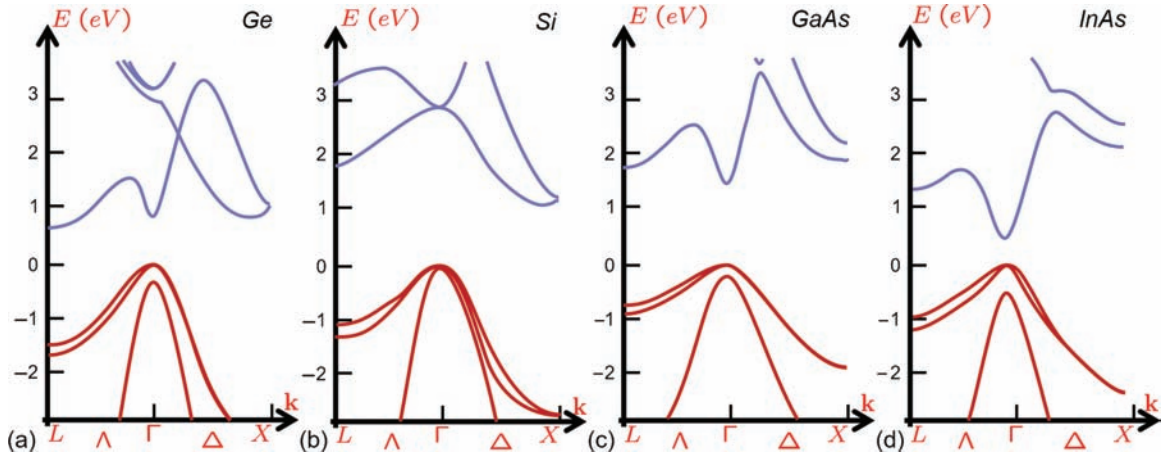 E (eV) Ge E (eV) Si E (eV) GaAs E (eV) InAs
3 3 3 3
2 2 2 2
1 1 1 1
0 0 0 0
–1 –1 –1 –1
–2 –2 –2 –2
k k k k
(a) L Λ Γ Δ X (b) L Λ Γ Δ X (c) L Λ Γ Δ X (d) L Λ Γ Δ X